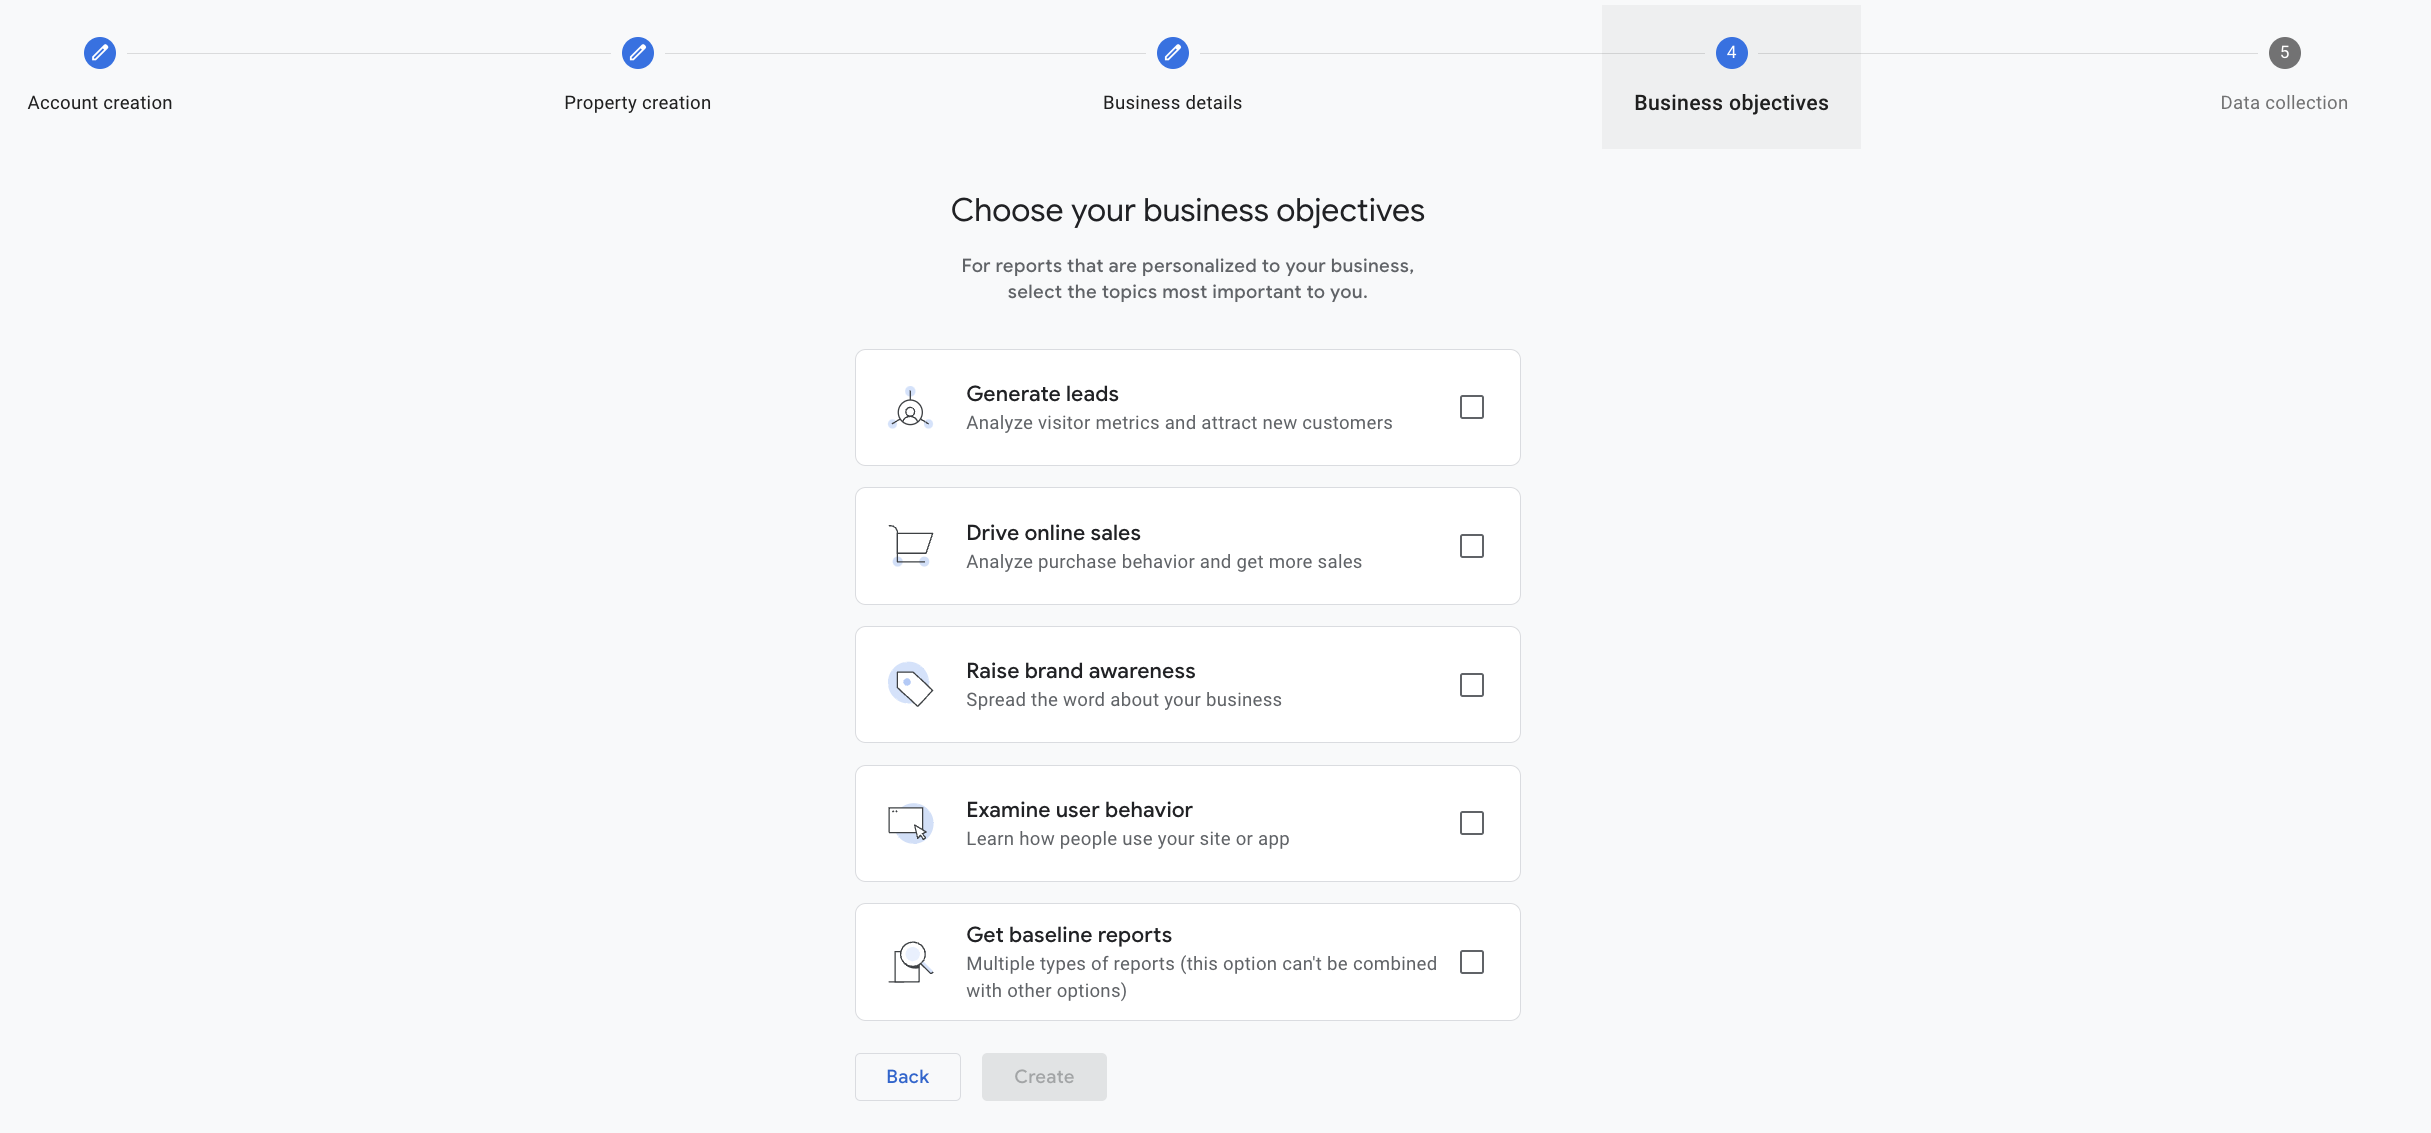 Account creation
Property creation
Business details
4
Business objectives
5
Data collection
Choose your business objectives
For reports that are personalized to your business,
select the topics most important to you.
Generate leads
Analyze visitor metrics and attract new customers
Drive online sales
Analyze purchase behavior and get more sales
Raise brand awareness
Spread the word about your business
Examine user behavior
Learn how people use your site or app
Get baseline reports
Multiple types of reports (this option can't be combined
with other options)
Back
Create